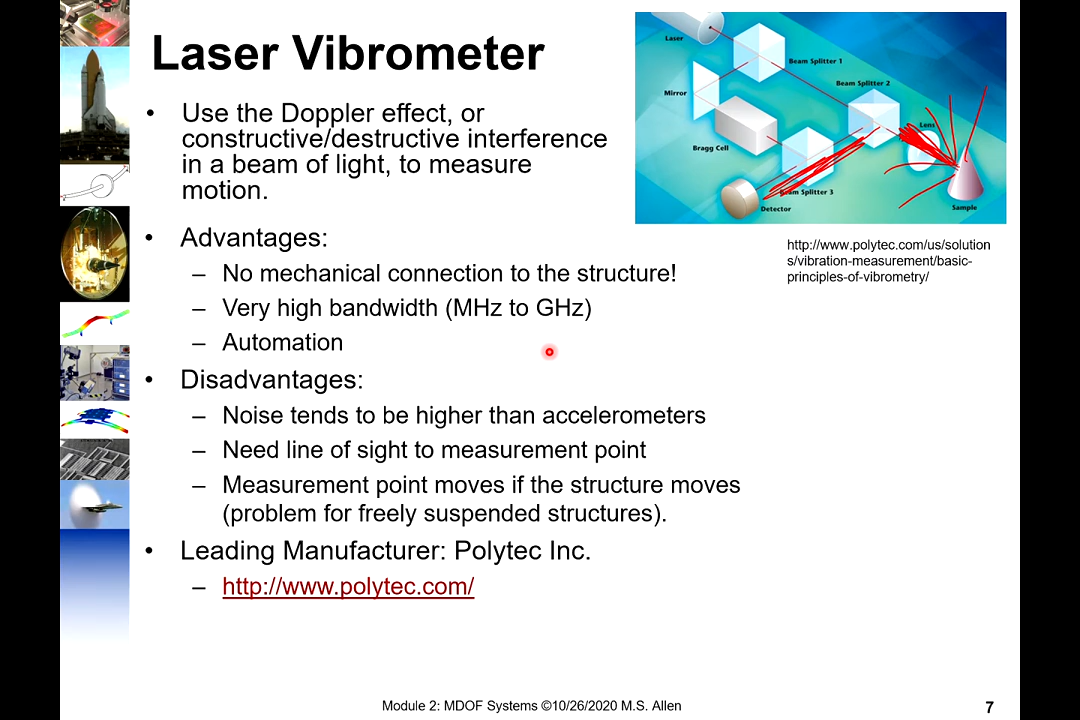 Laser Vibrometer
• Use the Doppler effect, or
constructive/destructive interference
in a beam of light, to measure
motion.
• Advantages:
– No mechanical connection to the structure!
– Very high bandwidth (MHz to GHz)
– Automation
• Disadvantages:
– Noise tends to be higher than accelerometers
– Need line of sight to measurement point
– Measurement point moves if the structure moves
(problem for freely suspended structures).
• Leading Manufacturer: Polytec Inc.
– http://www.polytec.com/
Laser
Beam Splitter 1
Beam Splitter 2
Mirror
Lens
Bragg Cell
Beam Splitter 3
Detector
Sample
http://www.polytec.com/us/solution
s/vibration-measurement/basic-
principles-of-vibrometry/
Module 2: MDOF Systems ©10/26/2020 M.S. Allen
7